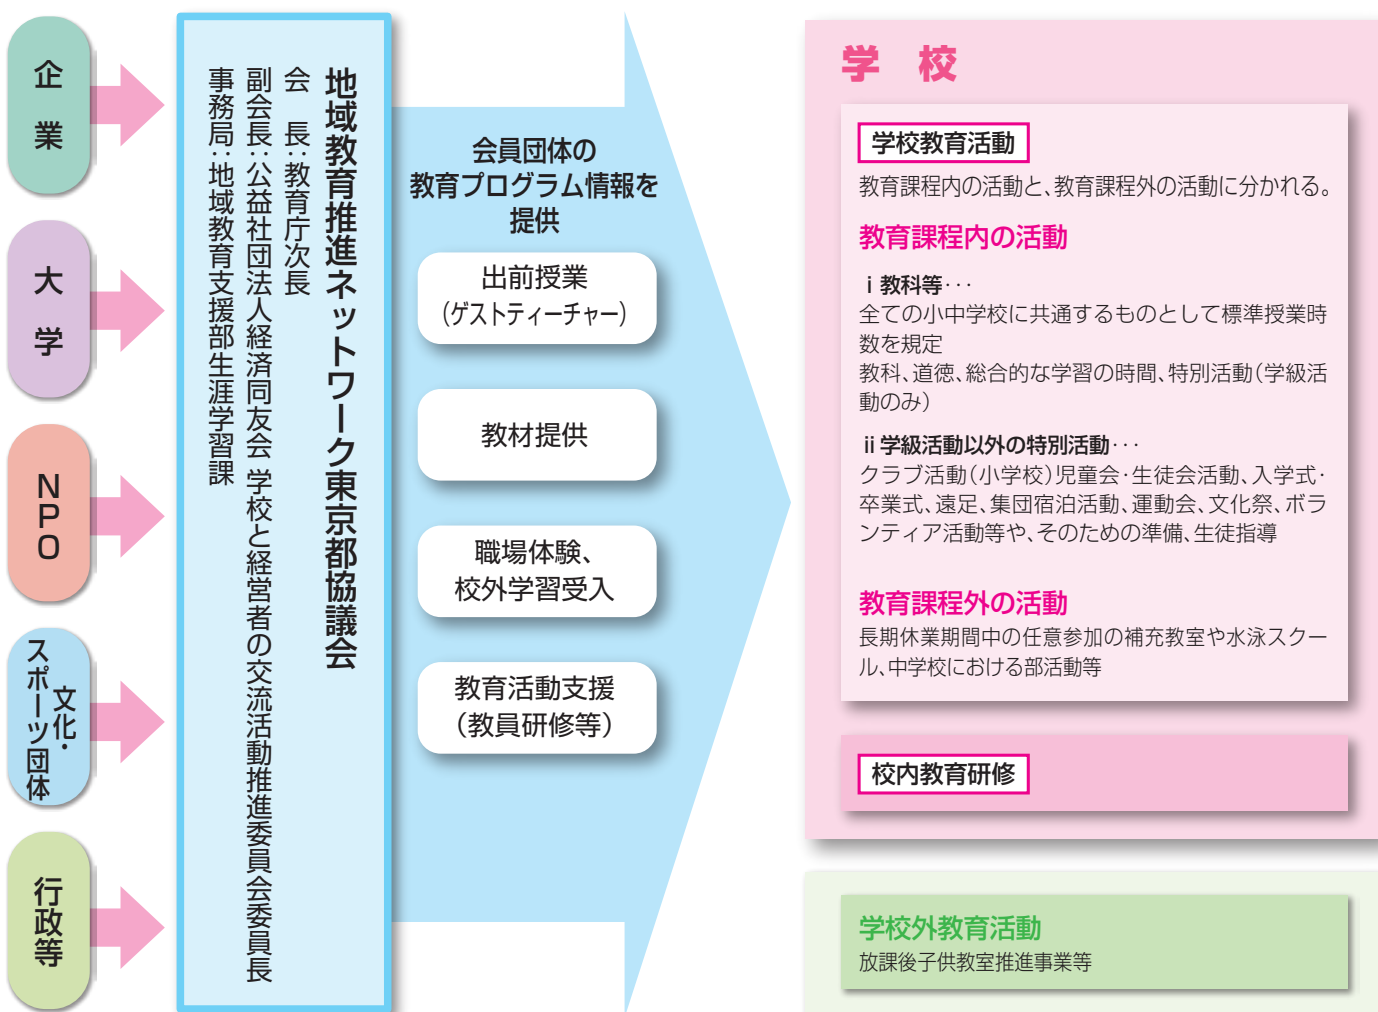 企業
大学
NPO
文化・
スポーツ団体
行政等
地域教育推進ネットワーク東京都協議会
会　長：教育庁次長
副会長：公益社団法人経済同友会 学校と経営者の交流活動推進委員会委員長
事務局：地域教育支援部生涯学習課
会員団体の
教育プログラム情報を
提供
出前授業
（ゲストティーチャー）
教材提供
職場体験、
校外学習受入
教育活動支援
（教員研修等）
学　校
学校教育活動
教育課程内の活動と、教育課程外の活動に分かれる。
教育課程内の活動
ⅰ教科等･･･
全ての小中学校に共通するものとして標準授業時
数を規定
教科、道徳、総合的な学習の時間、特別活動（学級活
動のみ）
ⅱ学級活動以外の特別活動･･･
クラブ活動（小学校）児童会・生徒会活動、入学式・
卒業式、遠足、集団宿泊活動、運動会、文化祭、ボラ
ンティア活動等や、そのための準備、生徒指導
教育課程外の活動
長期休業期間中の任意参加の補充教室や水泳スクー
ル、中学校における部活動等
校内教育研修
学校外教育活動
放課後子供教室推進事業等